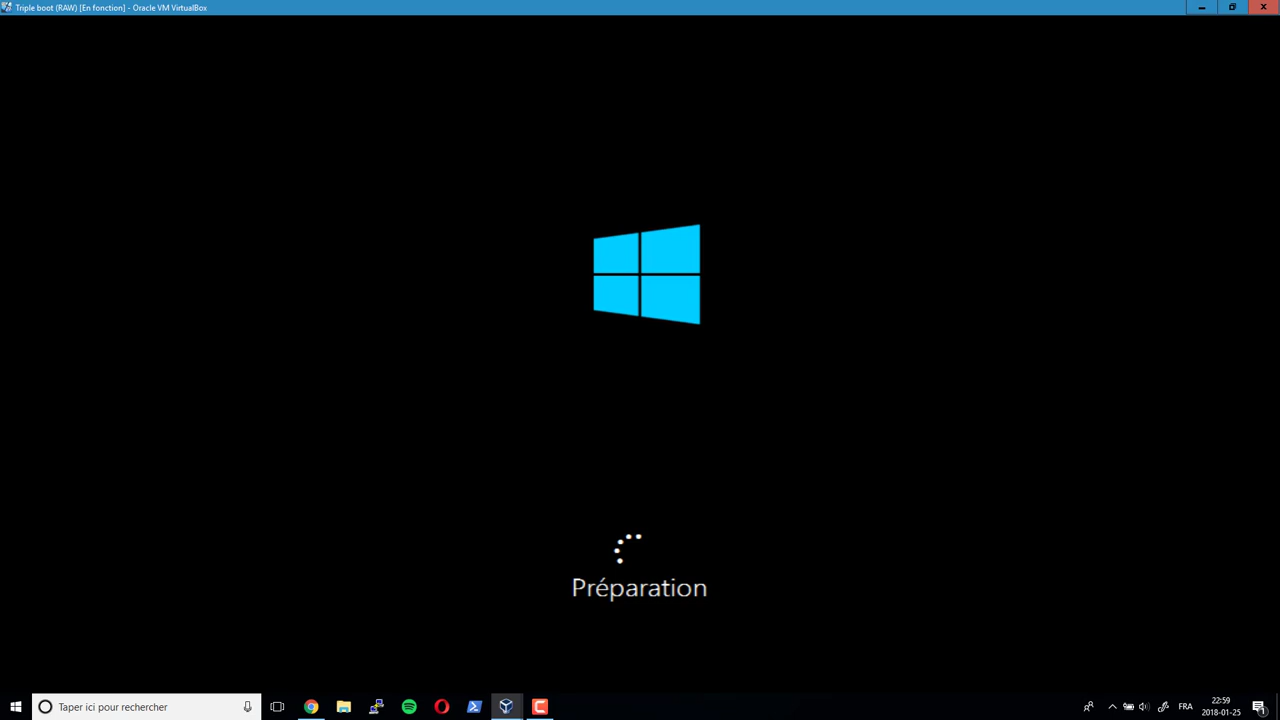 Triple boot (RAW) [En fonction] - Oracle VM VirtualBox
Préparation
Taper ici pour rechercher
FRA
22:59
2018-01-25
1